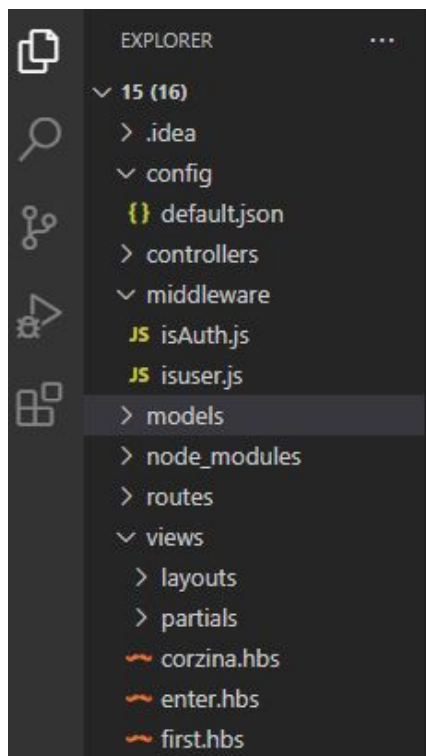 EXPLORER ...
15 (16)
.idea
config
{} default.json
controllers
middleware
JS isAuth.js
JS isuser.js
models
node_modules
routes
views
layouts
partials
corzina.hbs
enter.hbs
first.hbs